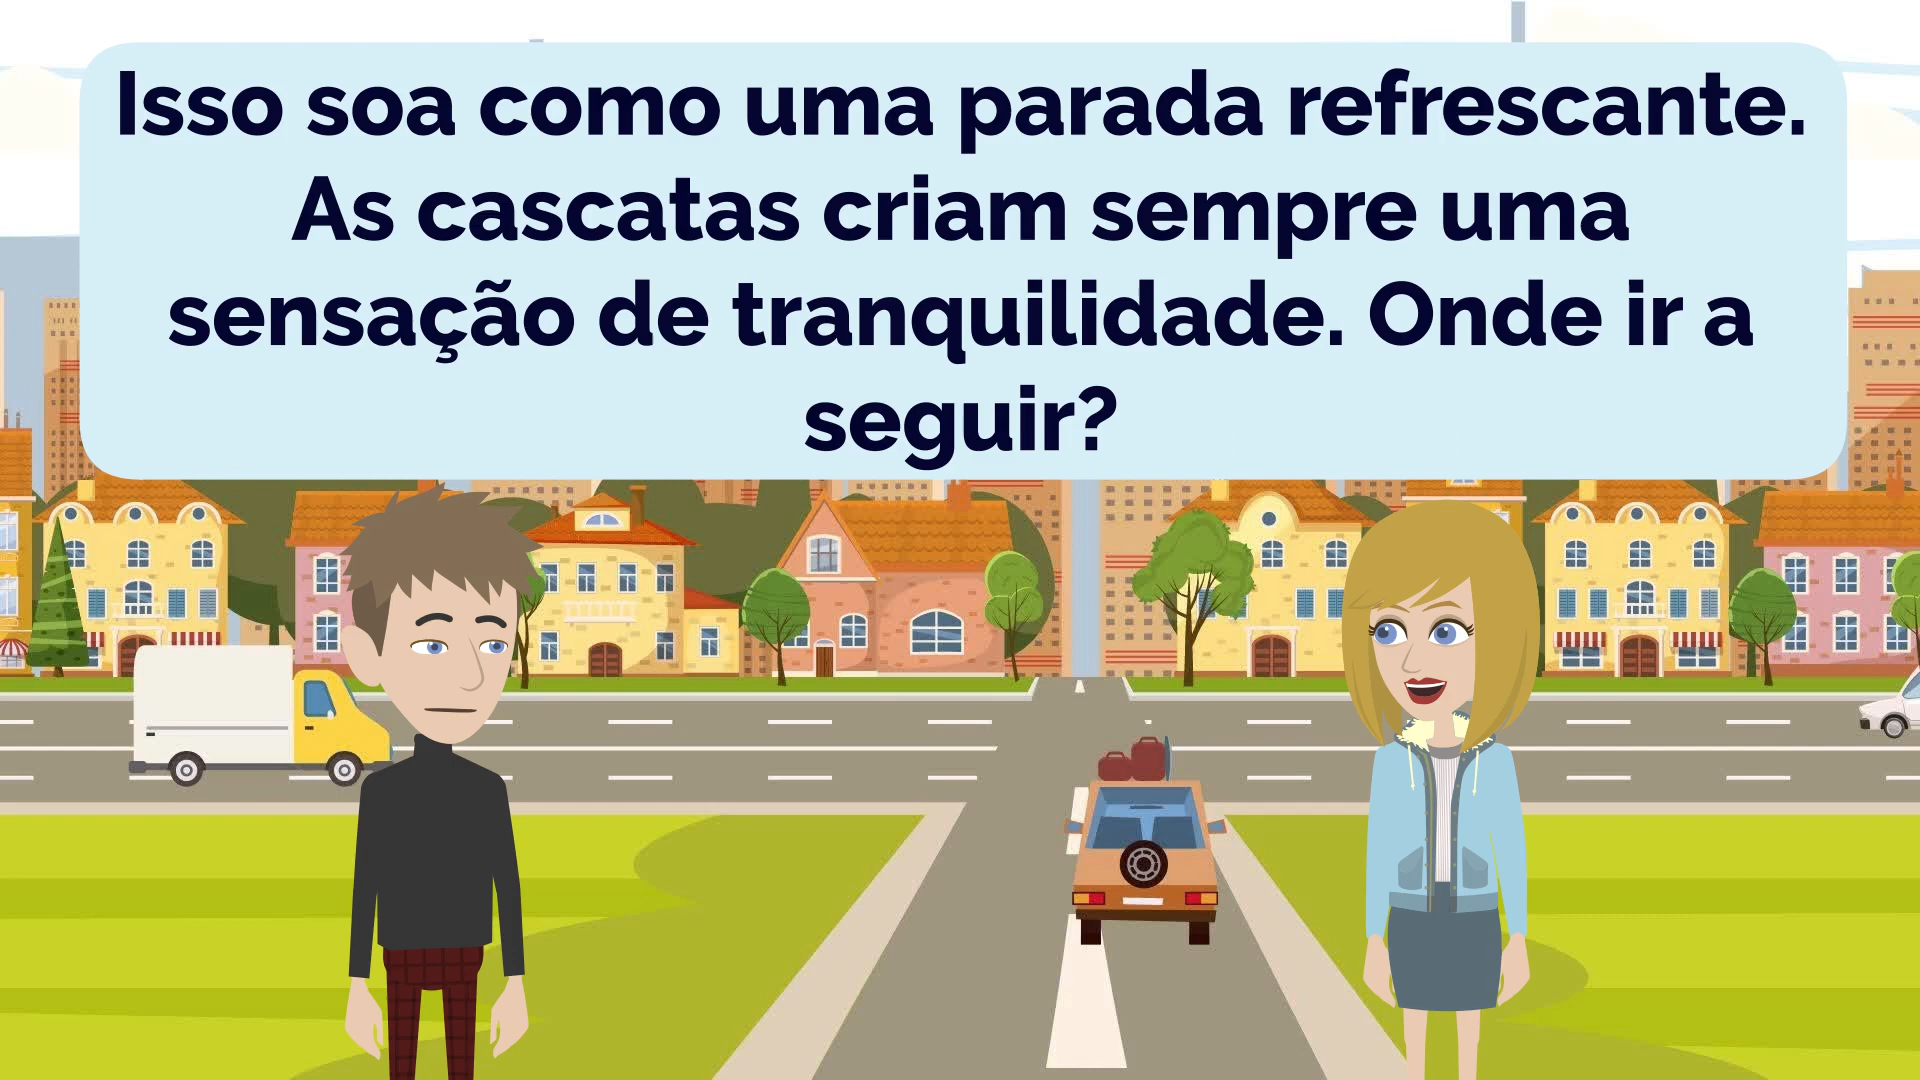 Isso soa como uma parada refrescante.
As cascatas criam sempre uma
sensação de tranquilidade. Onde ir a
seguir?